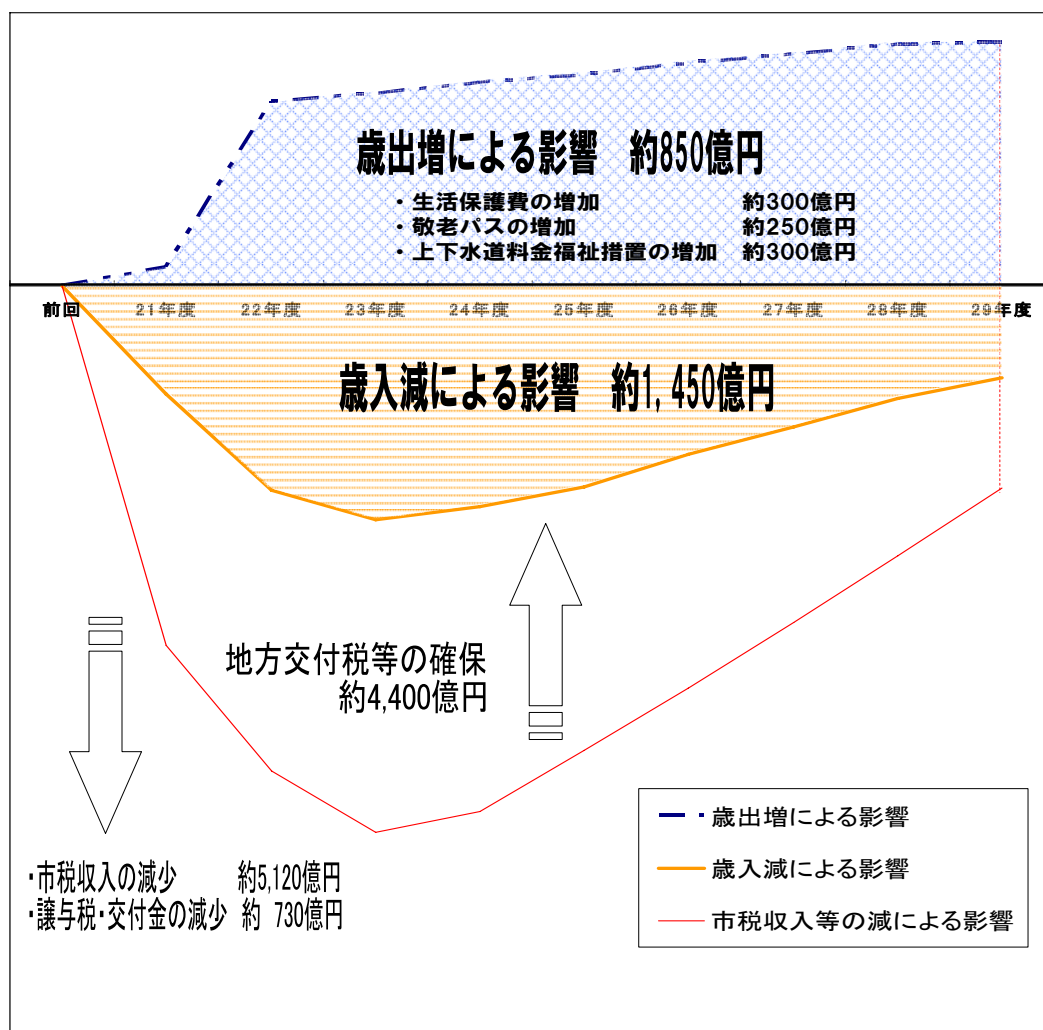 歳出増による影響 約850億円
・生活保護費の増加 約300億円
・敬老パスの増加 約250億円
・上下水道料金福祉措置の増加 約300億円
前回 21年度 22年度 23年度 24年度 25年度 26年度 27年度 28年度 29年度
歳入減による影響 約1,450億円
地方交付税等の確保
約4,400億円
・市税収入の減少 約5,120億円
・譲与税・交付金の減少 約 730億円
歳出増による影響
歳入減による影響
市税収入等の減による影響